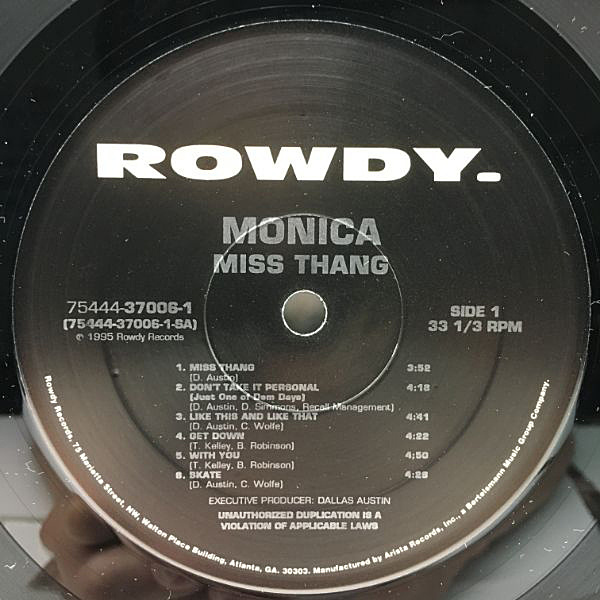 ROWDY.
MONICA
MISS THANG
75444-37006-1
(75444-37006-1-SA)
℗ 1995 Rowdy Records
SIDE 1
33 1/3 RPM
1. MISS THANG 3:52
(D. Austin)
2. DON'T TAKE IT PERSONAL 4:18
(Just One of Dem Days)
(D. Austin, D. Simmons, Recall Management)
3. LIKE THIS AND LIKE THAT 4:41
(D. Austin, C. Wolfe)
4. GET DOWN 4:22
(T. Kelley, B. Robinson)
5. WITH YOU 4:50
(T. Kelley, B. Robinson)
6. SKATE 4:29
(D. Austin, C. Wolfe)
EXECUTIVE PRODUCER: DALLAS AUSTIN
UNAUTHORIZED DUPLICATION IS A
VIOLATION OF APPLICABLE LAWS
Rowdy Records, 75 Marietta Street, NW, Walton Place Building, Atlanta, GA. 30303. Manufactured by Arista Records, Inc., a Bertelsmann Music Group Company.